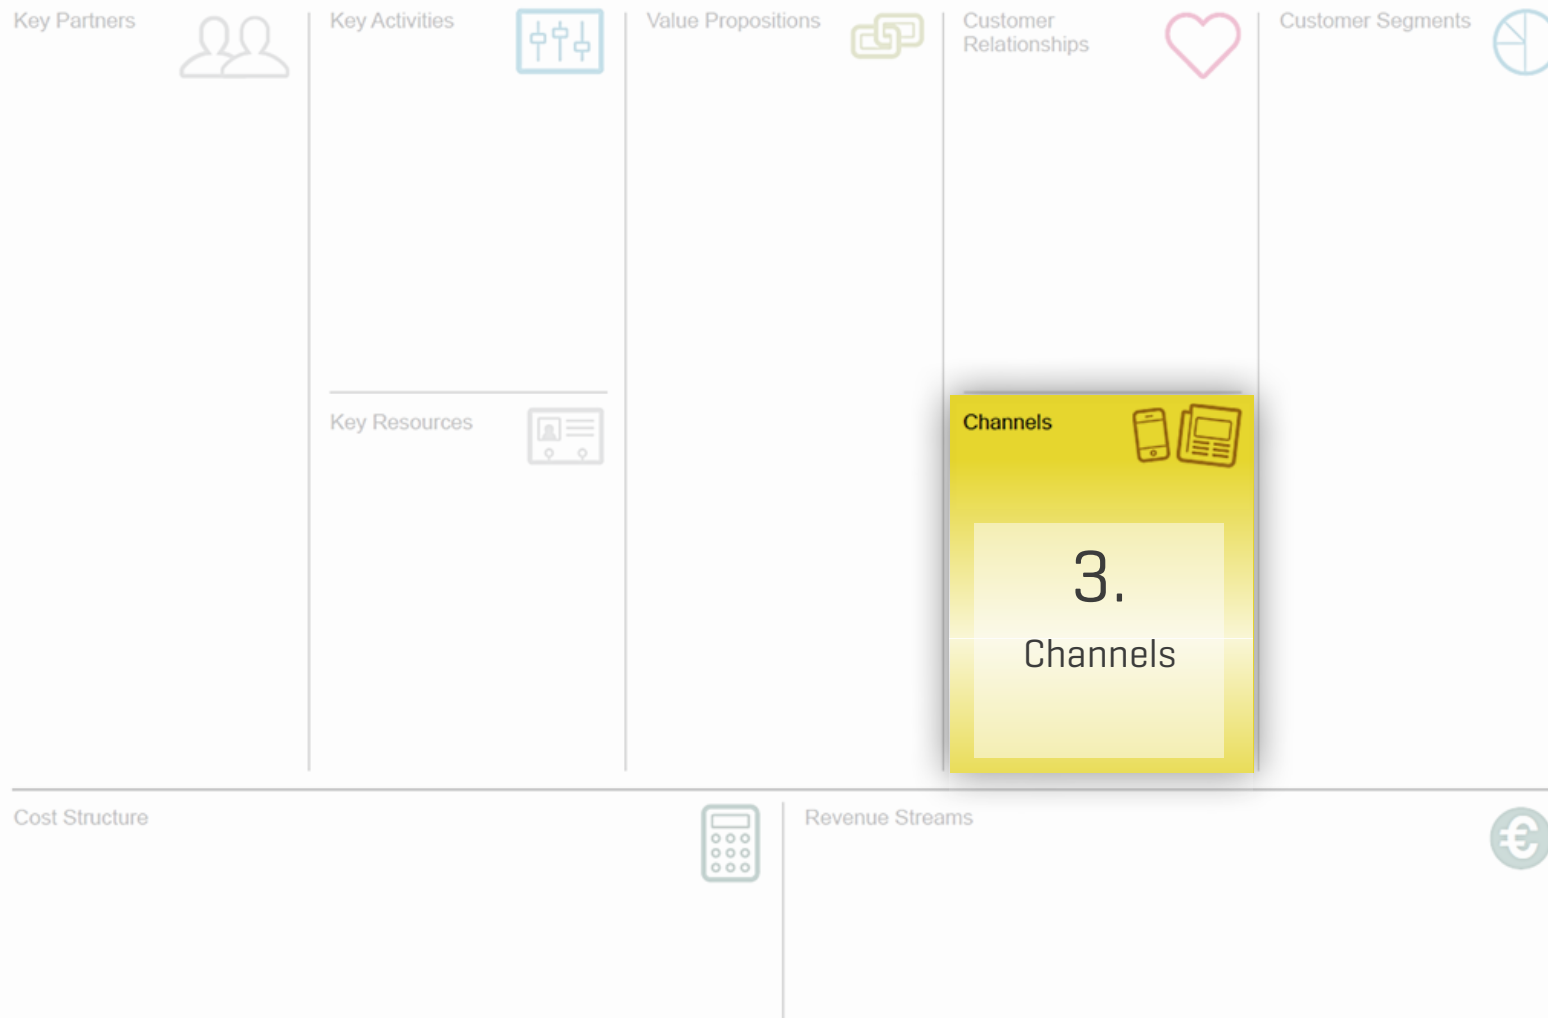 Key Partners
Key Activities
Value Propositions
Customer
Relationships
Customer Segments
Key Resources
Channels
3.
Channels
Cost Structure
Revenue Streams
€